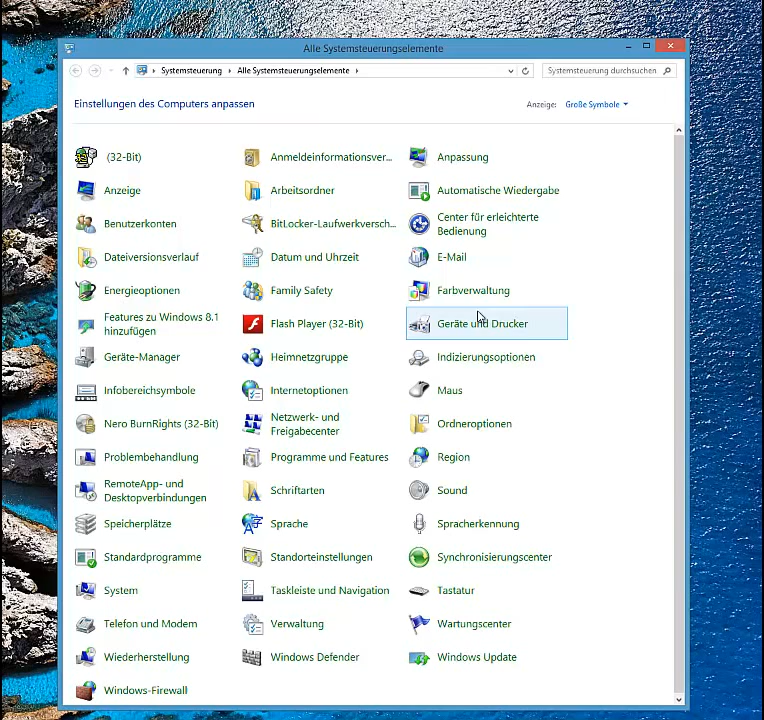 Alle Systemsteuerungselemente
Systemsteuerung
Alle Systemsteuerungselemente
Systemsteuerung durchsuchen
Einstellungen des Computers anpassen
Anzeige:
Große Symbole
(32-Bit)
Anmeldeinformationsver...
Anpassung
Anzeige
Arbeitsordner
Automatische Wiedergabe
Benutzerkonten
BitLocker-Laufwerkversch...
Center für erleichterte
Bedienung
Dateiversionsverlauf
Datum und Uhrzeit
E-Mail
Energieoptionen
Family Safety
Farbverwaltung
Features zu Windows 8.1
hinzufügen
Flash Player (32-Bit)
Geräte und Drucker
Geräte-Manager
Heimnetzgruppe
Indizierungsoptionen
Infobereichsymbole
Internetoptionen
Maus
Nero BurnRights (32-Bit)
Netzwerk- und
Freigabecenter
Ordneroptionen
Problembehandlung
Programme und Features
Region
RemoteApp- und
Desktopverbindungen
Schriftarten
Sound
Speicherplätze
Sprache
Spracherkennung
Standardprogramme
Standorteinstellungen
Synchronisierungscenter
System
Taskleiste und Navigation
Tastatur
Telefon und Modem
Verwaltung
Wartungscenter
Wiederherstellung
Windows Defender
Windows Update
Windows-Firewall